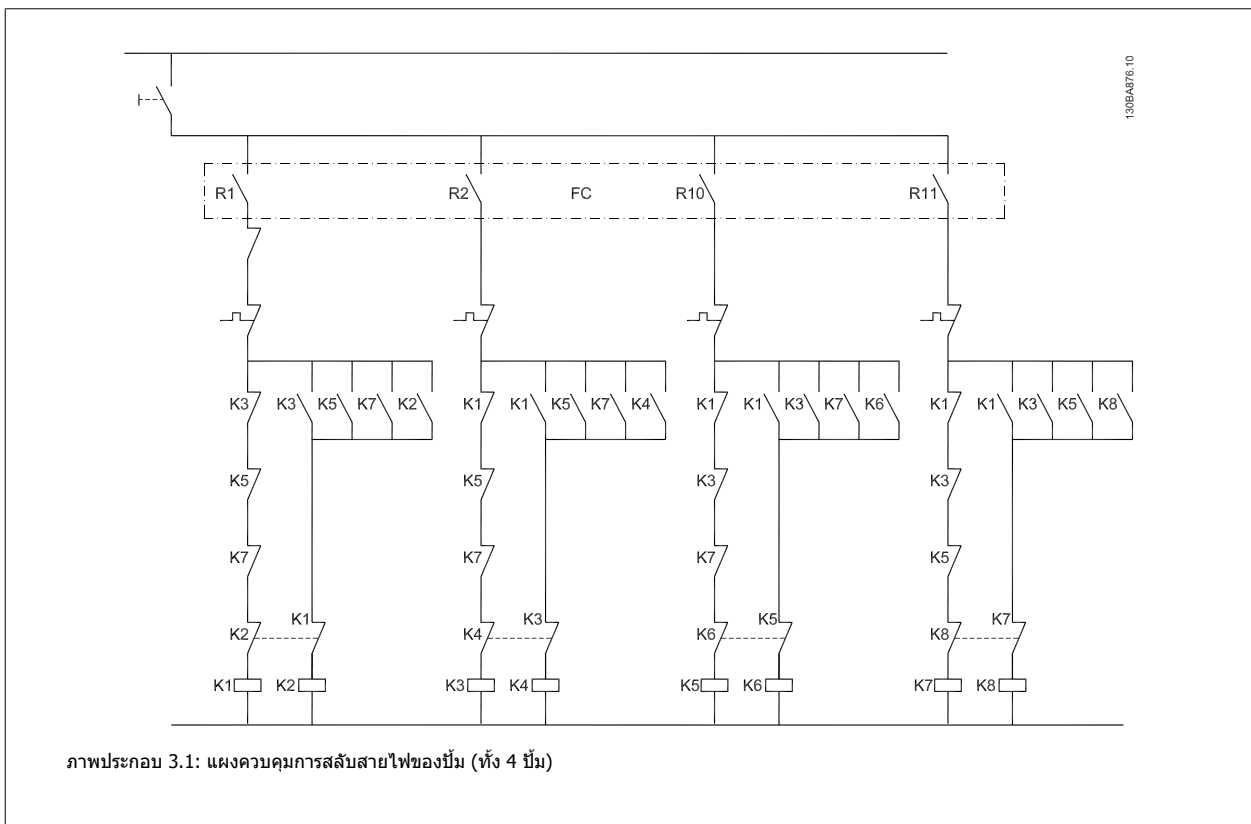 130BA876.10
R1 R2 FC R10 R11
K3 K3 K5 K7 K2 K1 K1 K5 K7 K4 K1 K1 K3 K7 K6 K1 K1 K3 K5 K8
K5 K5 K3 K3
K7 K7 K7 K5
K2 K1 K4 K3 K6 K5 K8 K7
K1 K2 K3 K4 K5 K6 K7 K8
ภาพประกอบ 3.1: แผงควบคุมการสลับสายไฟของปั๊ม (ทั้ง 4 ปั๊ม)